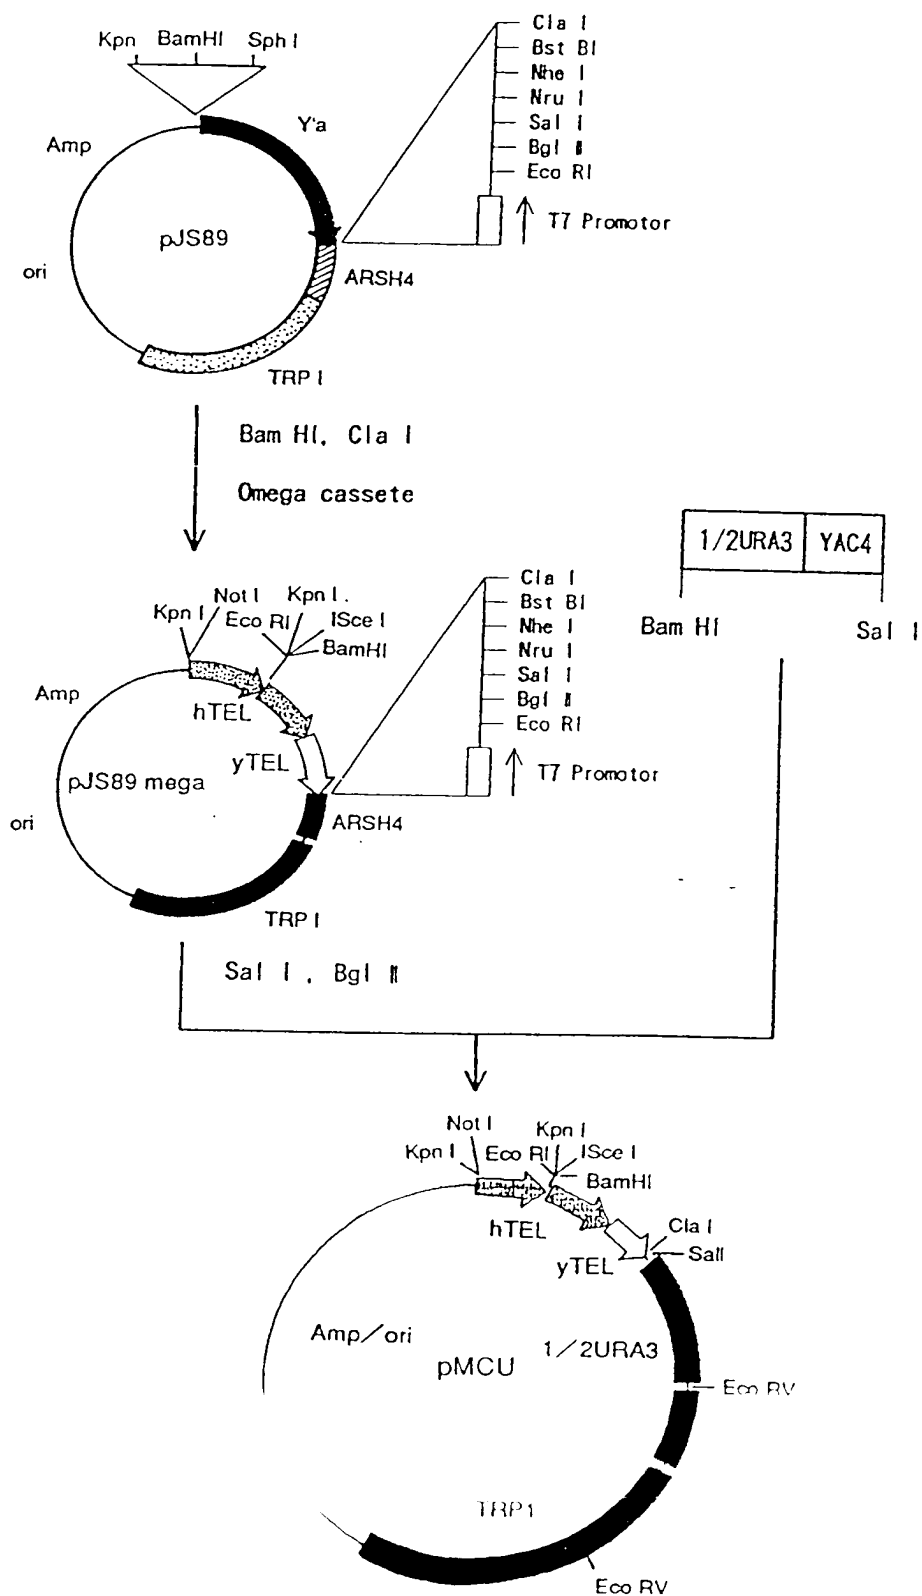 Kpn BamHI Sph I
Cla I
Bst BI
Nhe I
Nru I
Sal I
Bgl II
Eco RI
T7 Promotor
Y'a
Amp
pJS89
ori
ARSH4
TRP I
Bam HI, Cla I
Omega cassete
1/2URA3 YAC4
Bam HI Sal I
Kpn I Not I Eco RI Kpn I. ISce I BamHI
Cla I
Bst BI
Nhe I
Nru I
Sal I
Bgl II
Eco RI
T7 Promotor
Amp
hTEL
yTEL
pJS89 mega
ori
ARSH4
TRP I
Sal I, Bgl II
Kpn I Not I Eco RI Kpn I ISce I BamHI
hTEL
yTEL
Cla I
SalI
Amp/ori
pMCU
1/2URA3
Eco RV
TRP1
Eco RV